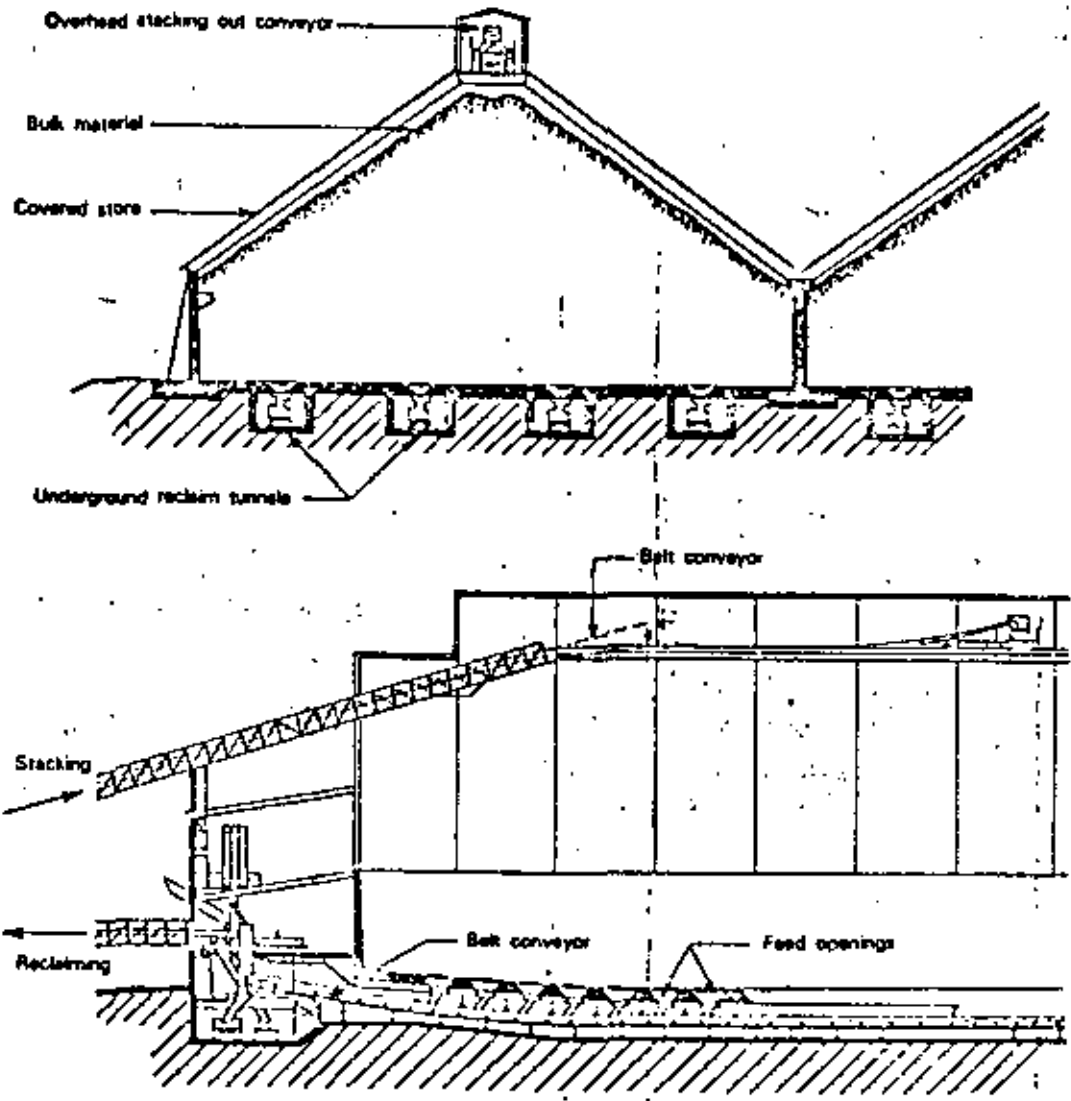 Overhead stacking out conveyor
Bulk material
Covered store
Underground reclaim tunnels
Belt conveyor
Stacking
Belt conveyor
Feed openings
Reclaiming